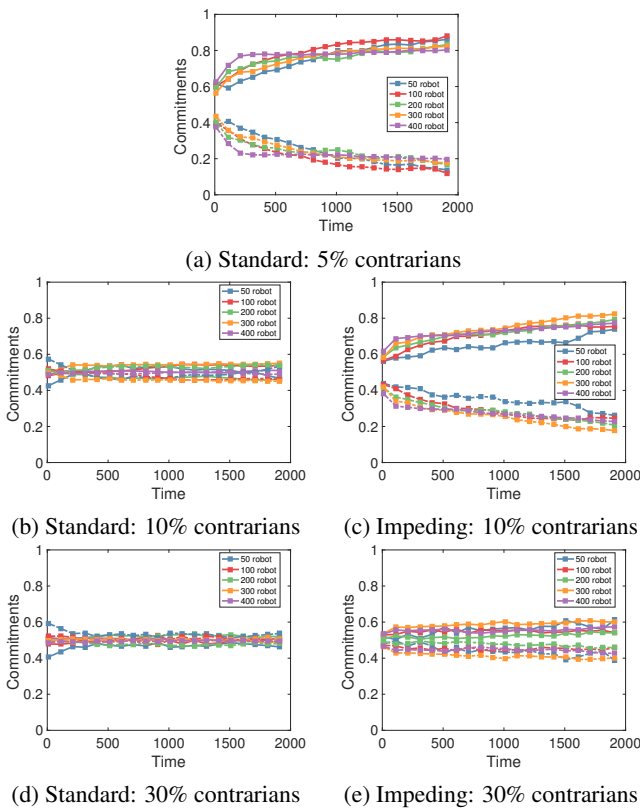 1
0.8
0.6
0.4
0.2
0
Commitments
50 robot
100 robot
200 robot
300 robot
400 robot
0 500 1000 1500 2000
Time
(a) Standard: 5% contrarians
1
0.8
0.6
0.4
0.2
0
Commitments
50 robot
100 robot
200 robot
300 robot
400 robot
0 500 1000 1500 2000
Time
(b) Standard: 10% contrarians
1
0.8
0.6
0.4
0.2
0
Commitments
50 robot
100 robot
200 robot
300 robot
400 robot
0 500 1000 1500 2000
Time
(c) Impeding: 10% contrarians
1
0.8
0.6
0.4
0.2
0
Commitments
50 robot
100 robot
200 robot
300 robot
400 robot
0 500 1000 1500 2000
Time
(d) Standard: 30% contrarians
1
0.8
0.6
0.4
0.2
0
Commitments
50 robot
100 robot
200 robot
300 robot
400 robot
0 500 1000 1500 2000
Time
(e) Impeding: 30% contrarians